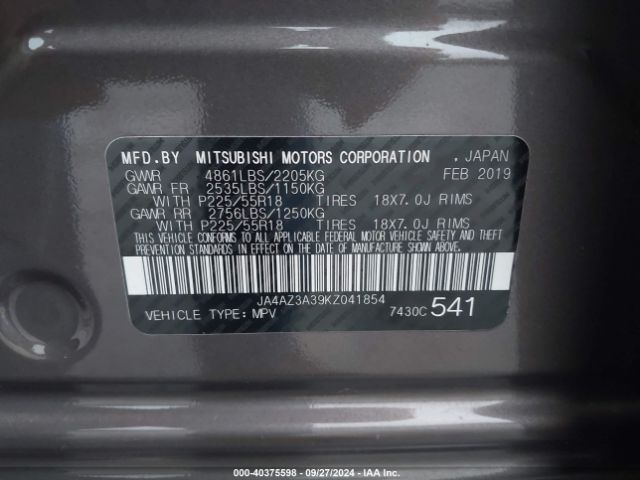 MFD.BY MITSUBISHI MOTORS CORPORATION , JAPAN
GVWR 4861LBS/2205KG FEB 2019
GAWR FR 2535LBS/1150KG
WITH P225/55R18 TIRES 18X7.0J RIMS
GAWR RR 2756LBS/1250KG
WITH P225/55R18 TIRES 18X7.0J RIMS
THIS VEHICLE CONFORMS TO ALL APPLICABLE FEDERAL MOTOR VEHICLE SAFETY AND THEFT
PREVENTION STANDARDS IN EFFECT ON THE DATE OF MANUFACTURE SHOWN ABOVE.
JA4AZ3A39KZ041854
VEHICLE TYPE: MPV 7430C 541
000-40375598 - 09/27/2024 - IAA Inc.